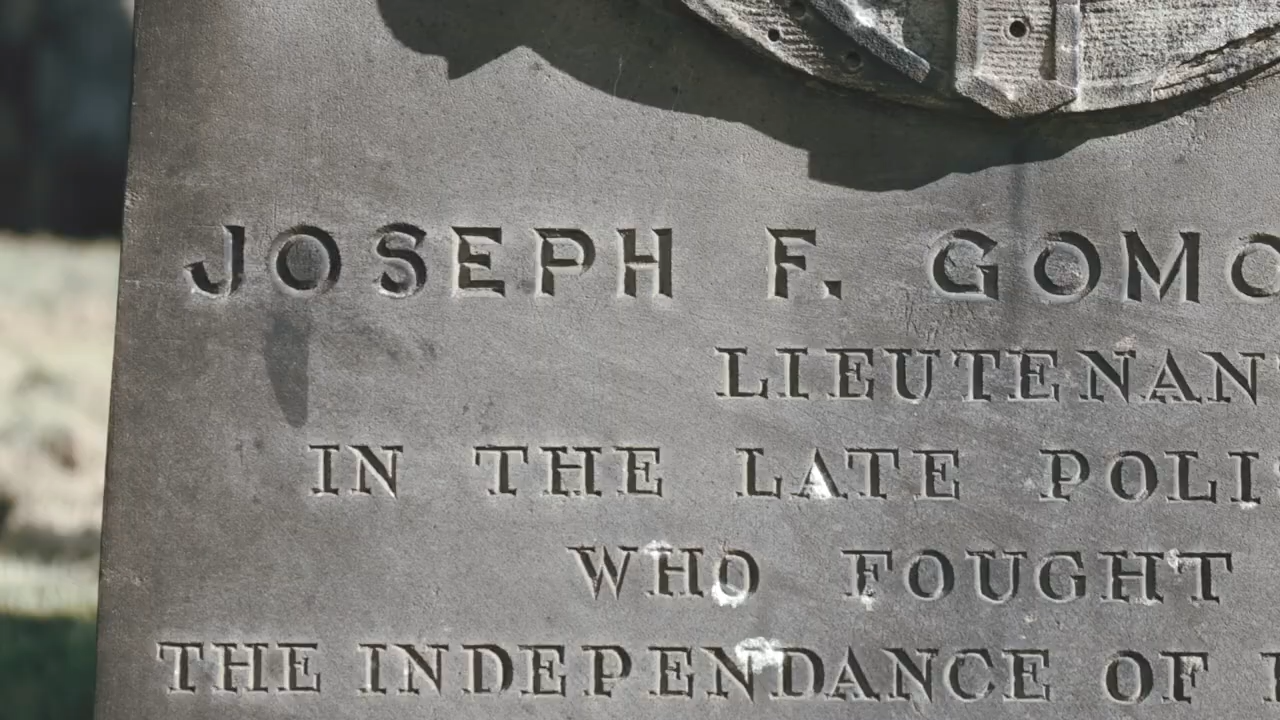 JOSEPH F. GOMO
LIEUTENAN
IN THE LATE POLI
WHO FOUGHT
THE INDEPENDANCE OF